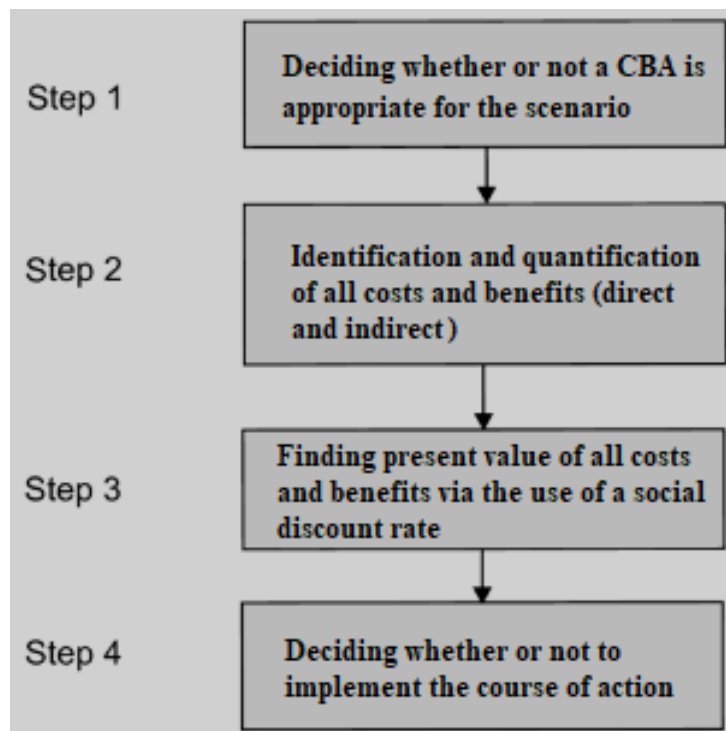 Step 1
Deciding whether or not a CBA is
appropriate for the scenario
Step 2
Identification and quantification
of all costs and benefits (direct
and indirect)
Step 3
Finding present value of all costs
and benefits via the use of a social
discount rate
Step 4
Deciding whether or not to
implement the course of action